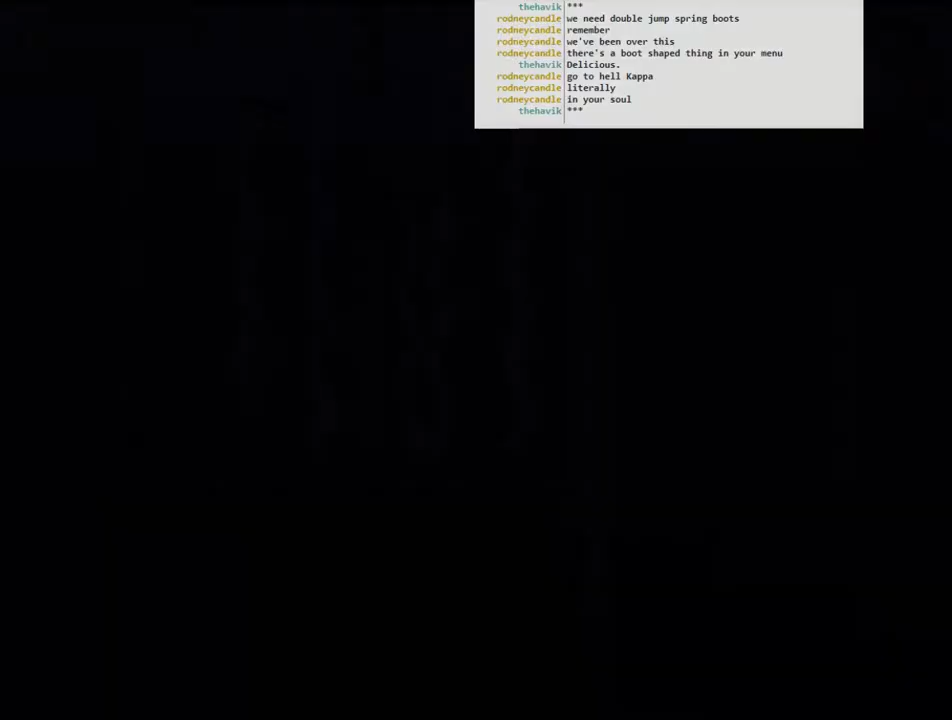 thehavik ***
rodneycandle we need double jump spring boots
rodneycandle remember
rodneycandle we've been over this
rodneycandle there's a boot shaped thing in your menu
thehavik Delicious.
rodneycandle go to hell Kappa
rodneycandle literally
rodneycandle in your soul
thehavik ***